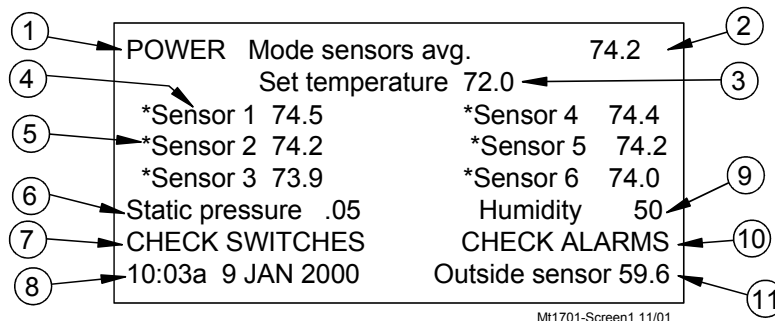 1 POWER Mode sensors avg. 74.2 2
4 Set temperature 72.0 3
*Sensor 1 74.5 *Sensor 4 74.4
5 *Sensor 2 74.2 *Sensor 5 74.2
*Sensor 3 73.9 *Sensor 6 74.0 9
6 Static pressure .05 Humidity 50
7 CHECK SWITCHES CHECK ALARMS 10
8 10:03a 9 JAN 2000 Outside sensor 59.6 11
Mt1701-Screen1 11/01